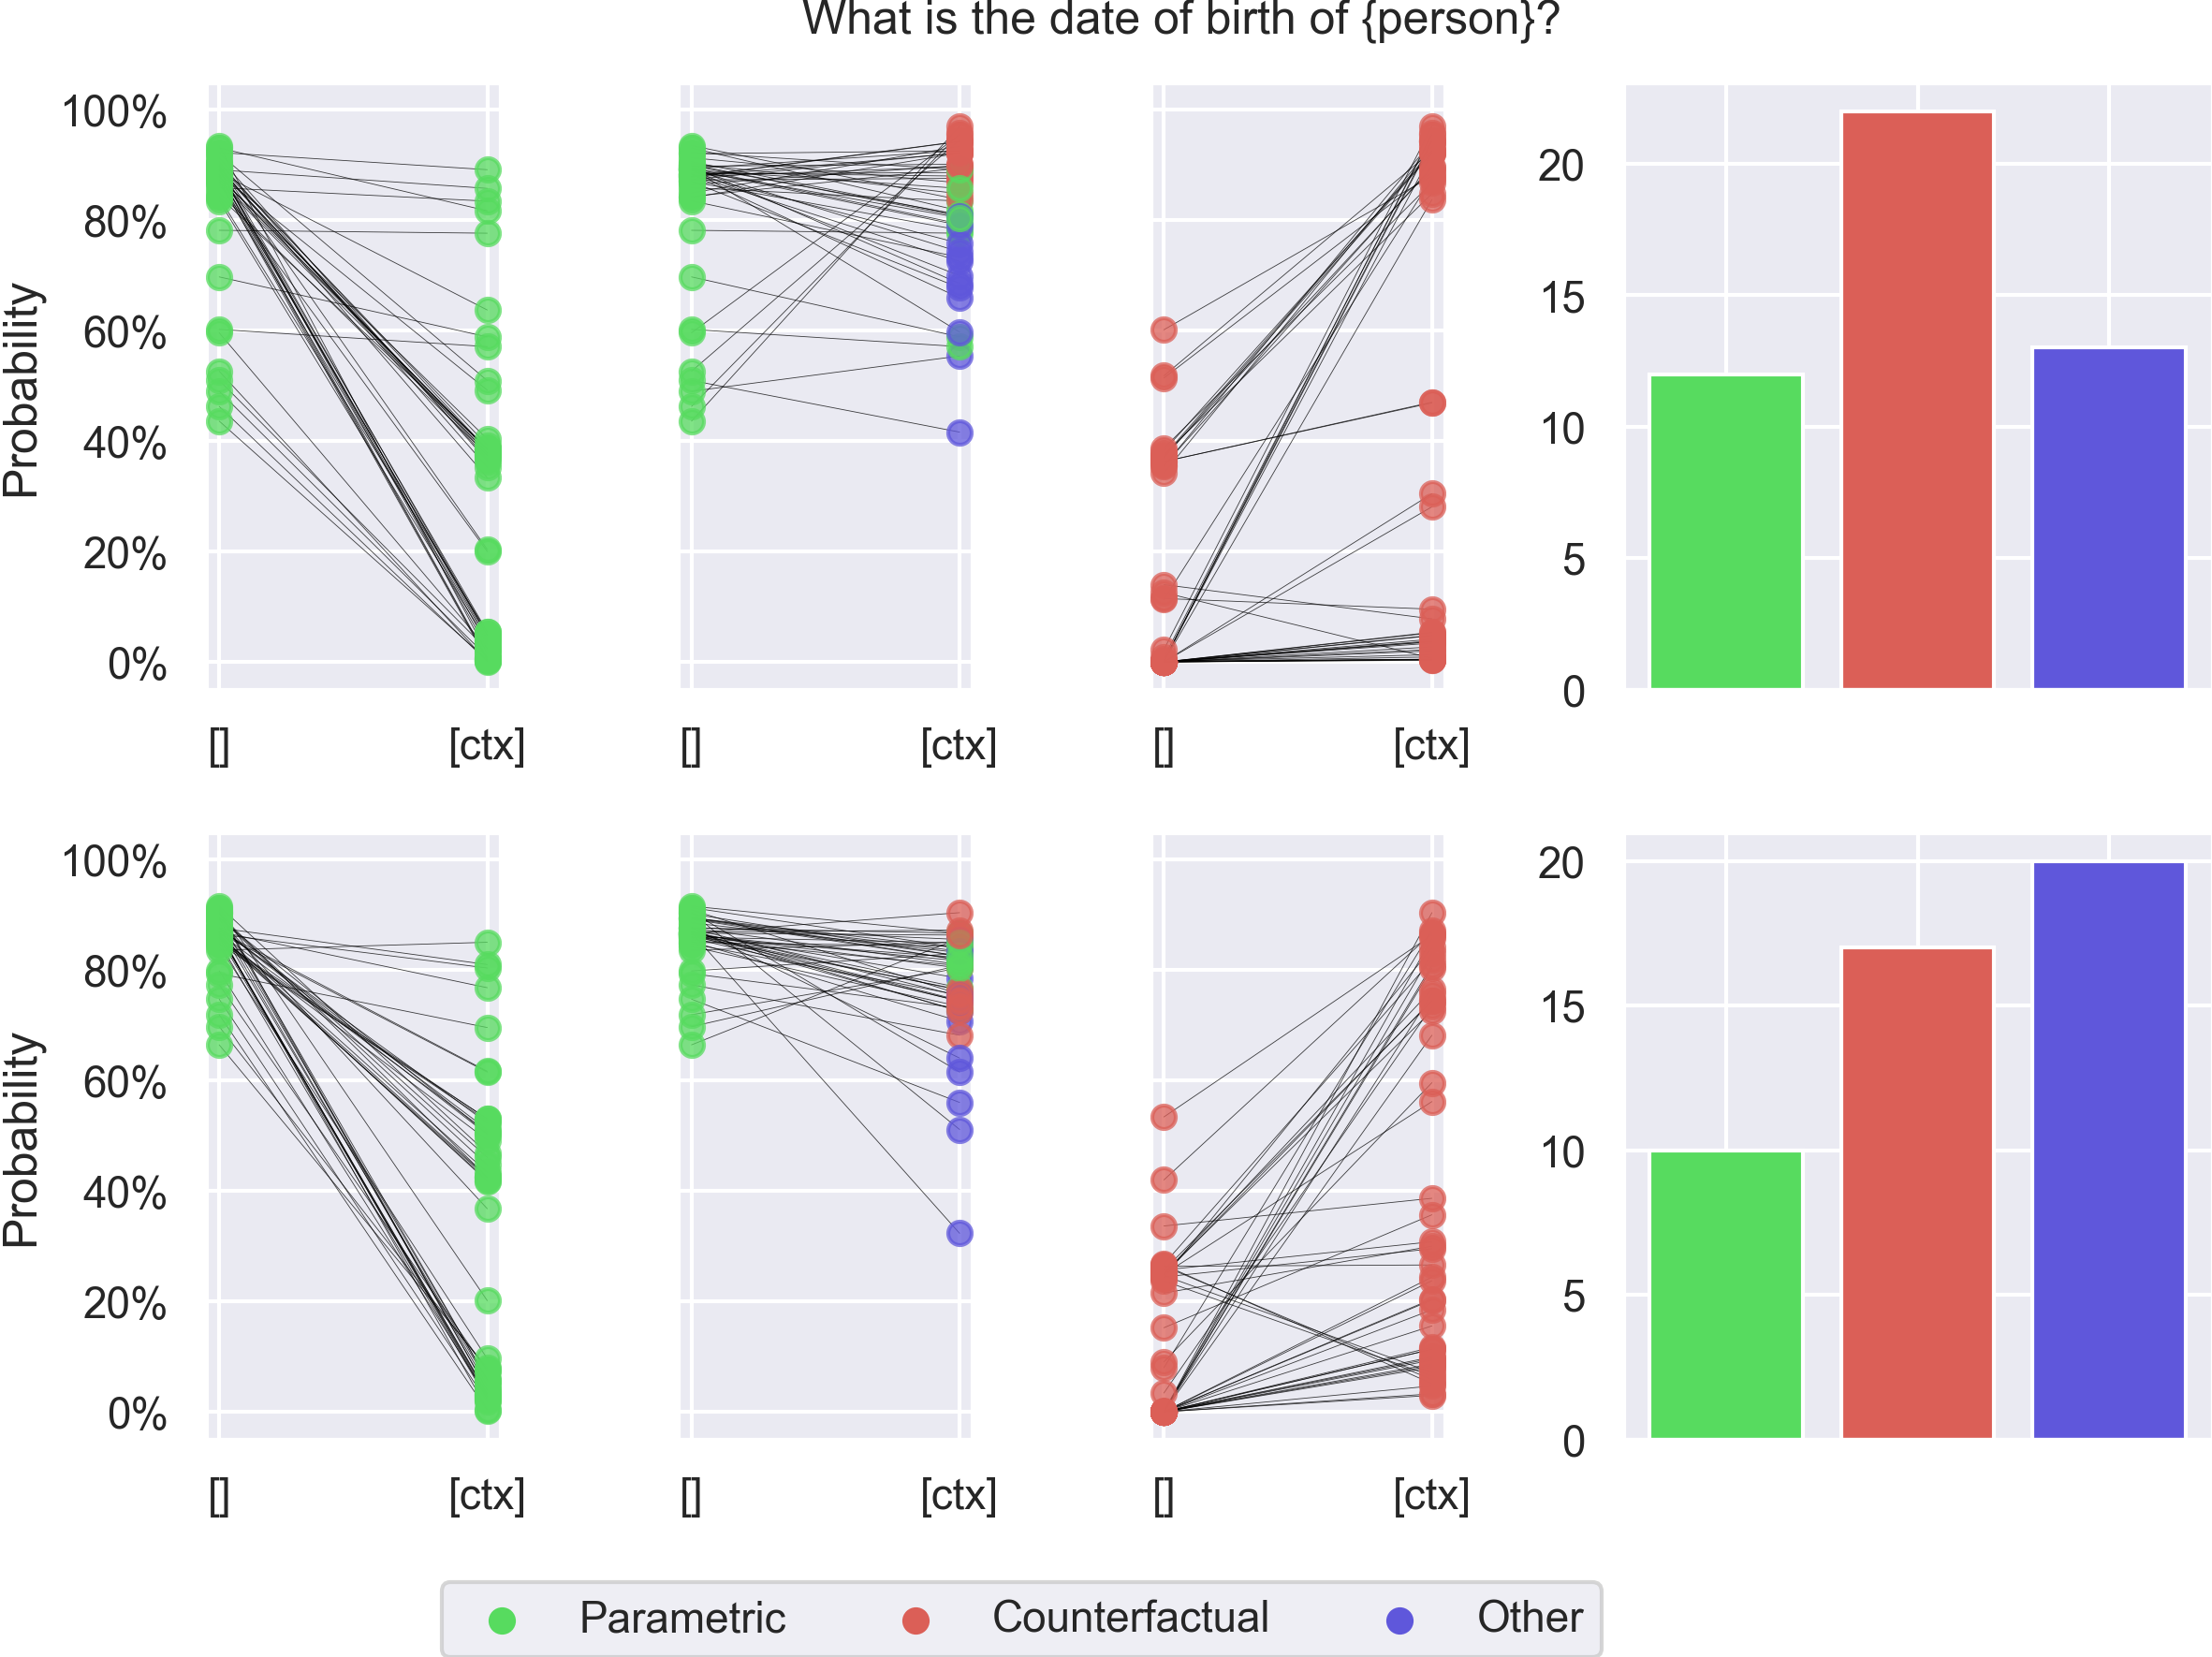 What is the date of birth of {person}?
Probability
100%
80%
60%
40%
20%
0%
[]
[ctx]
[]
[ctx]
[]
[ctx]
20
15
10
5
0
Probability
100%
80%
60%
40%
20%
0%
[]
[ctx]
[]
[ctx]
[]
[ctx]
20
15
10
5
0
Parametric
Counterfactual
Other